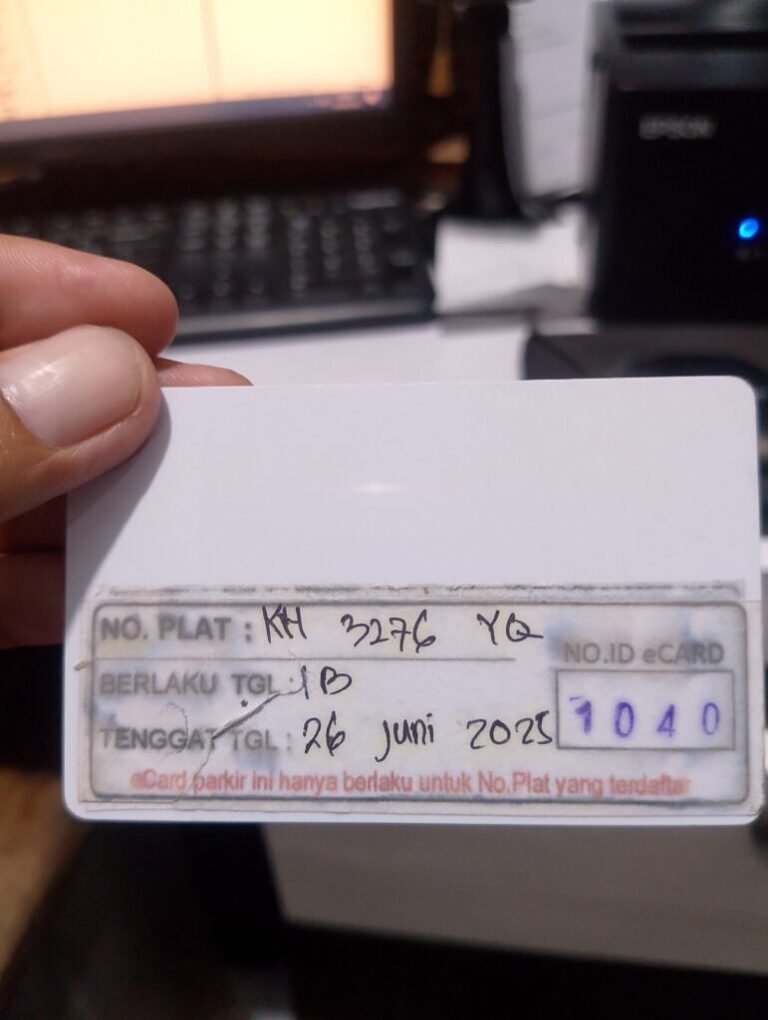 EPSON
NO. PLAT : KH 3276 YQ
NO.ID eCARD
BERLAKU TGL : 1 B
1040
TENGGAT TGL : 26 juni 2025
eCard parkir ini hanya berlaku untuk No.Plat yang terdaftar